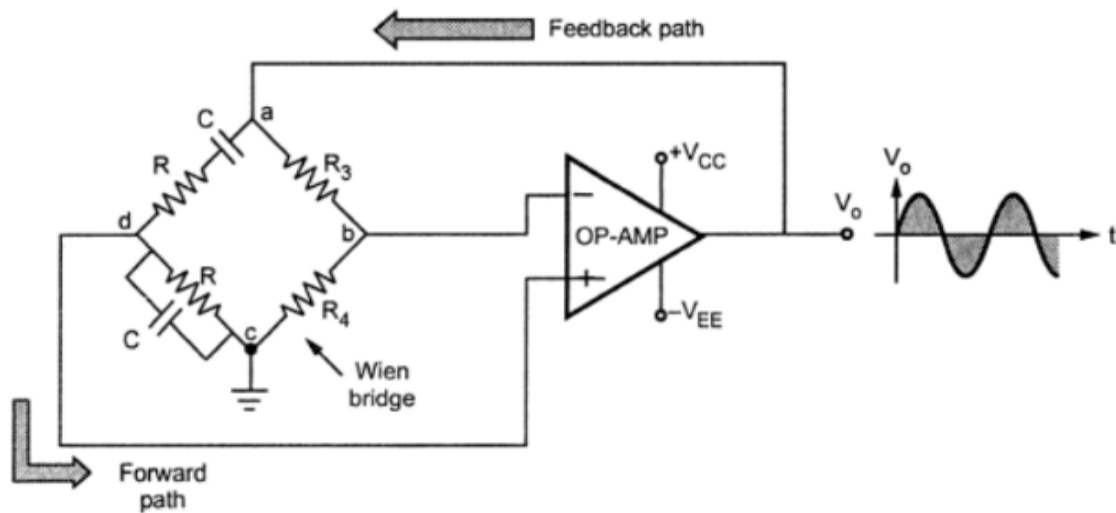 Feedback path
a
C
R
R3
+VCC
Vo
d
b
−
OP-AMP
Vo
t
R
+
C
c
R4
−VEE
Wien
bridge
Forward
path